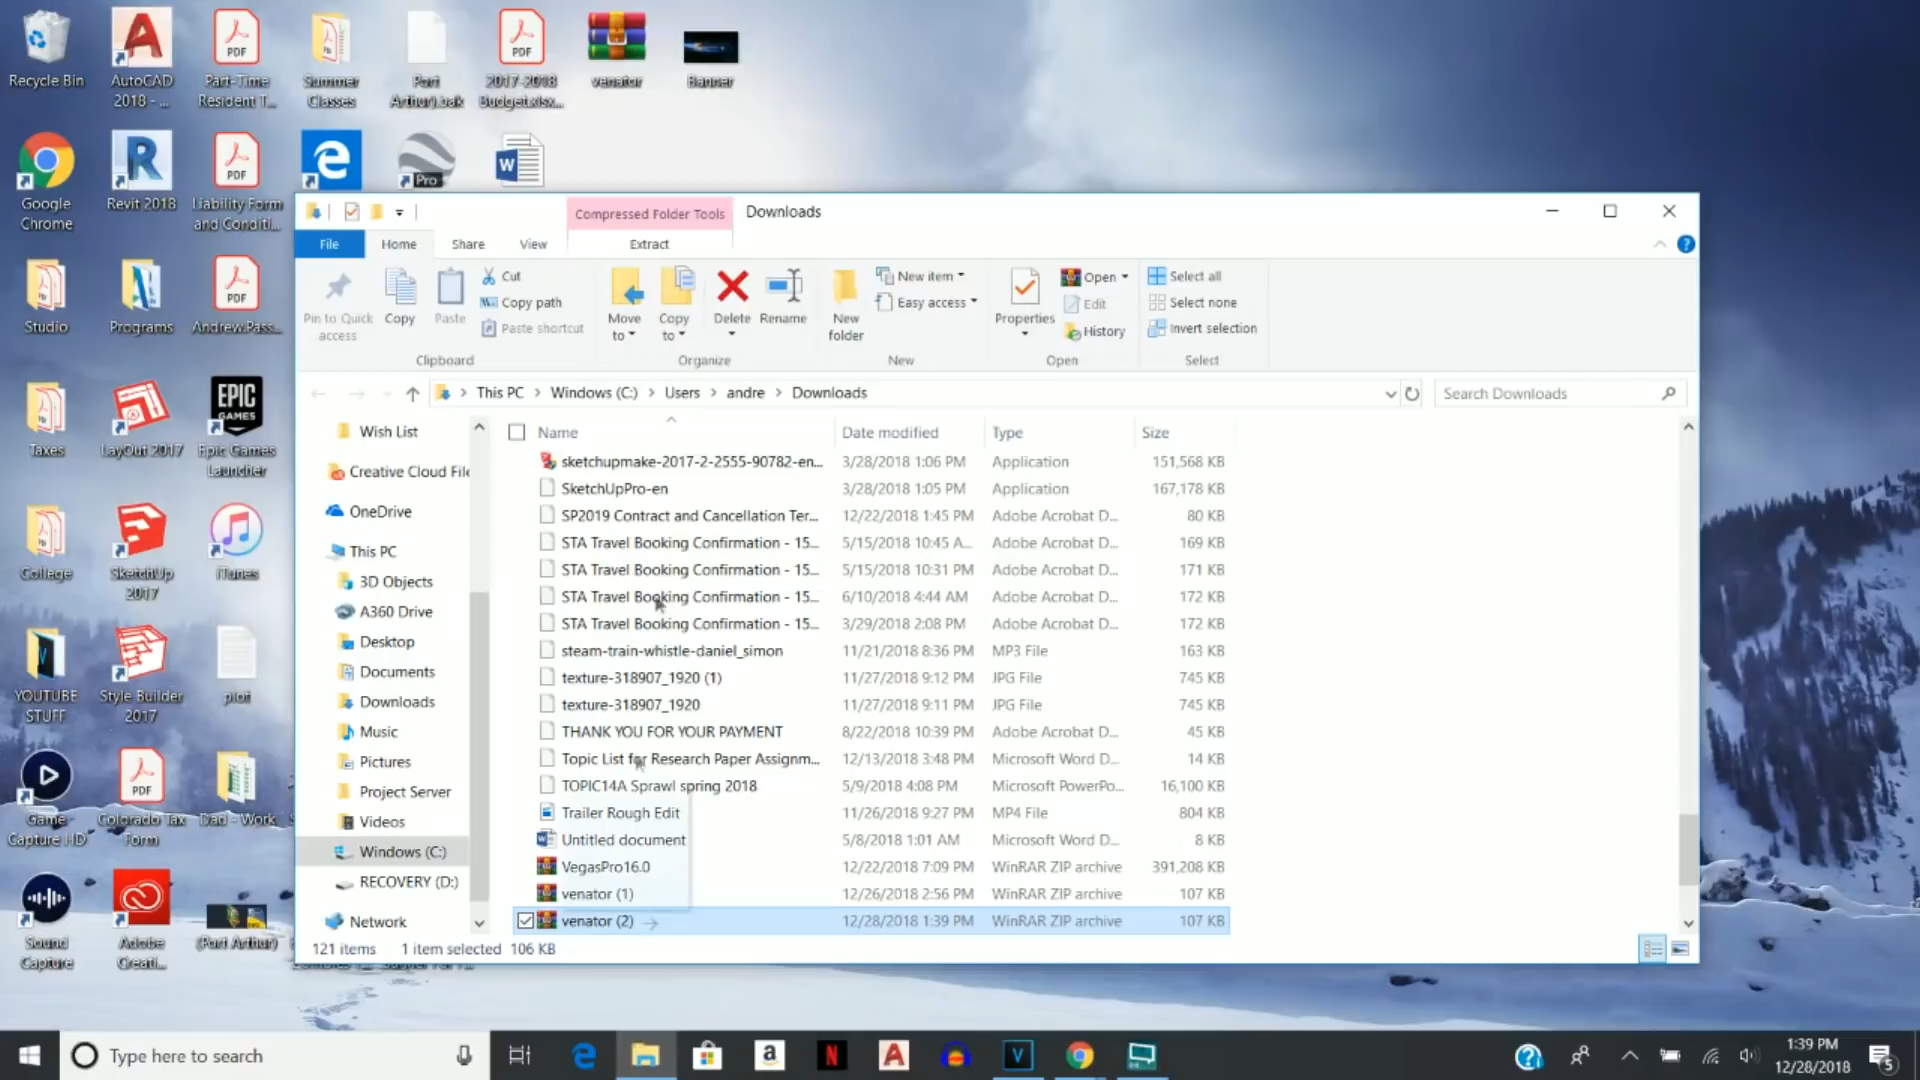 Recycle Bin
AutoCAD
2018 - ...
Part-Time
Resident T...
Summer
Classes
Port
Arthur).bak
2017-2018
Budget.xlsx...
venator
Banner
Google
Chrome
Revit 2018
Liability Form
and Conditi...
Pro
Studio
Programs
Andrew.Pass...
Taxes
LayOut 2017
Epic Games
Launcher
College
SketchUp
2017
iTunes
YOUTUBE
STUFF
Style Builder
2017
plot
Game
Capture HD
Colorado Tax
Form
Dad - Work
Sound
Capture
Adobe
Creati...
(Port Arthur)
PDF
PDF
PDF
PDF
PDF
EPIC
GAMES
Compressed Folder Tools
Downloads
File
Home
Share
View
Extract
Pin to Quick
access
Copy
Paste
Cut
Copy path
Paste shortcut
Clipboard
Move
to
Copy
to
Delete
Rename
Organize
New
folder
New item
Easy access
New
Properties
Open
Edit
History
Open
Select all
Select none
Invert selection
Select
This PC > Windows (C:) > Users > andre > Downloads
Search Downloads
Wish List
Creative Cloud File
OneDrive
This PC
3D Objects
A360 Drive
Desktop
Documents
Downloads
Music
Pictures
Project Server
Videos
Windows (C:)
RECOVERY (D:)
Network
Name Date modified Type Size
sketchupmake-2017-2-2555-90782-en... 3/28/2018 1:06 PM Application 151,568 KB
SketchUpPro-en 3/28/2018 1:05 PM Application 167,178 KB
SP2019 Contract and Cancellation Ter... 12/22/2018 1:45 PM Adobe Acrobat D... 80 KB
STA Travel Booking Confirmation - 15... 5/15/2018 10:45 A... Adobe Acrobat D... 169 KB
STA Travel Booking Confirmation - 15... 5/15/2018 10:31 PM Adobe Acrobat D... 171 KB
STA Travel Booking Confirmation - 15... 6/10/2018 4:44 AM Adobe Acrobat D... 172 KB
STA Travel Booking Confirmation - 15... 3/29/2018 2:08 PM Adobe Acrobat D... 172 KB
steam-train-whistle-daniel_simon 11/21/2018 8:36 PM MP3 File 163 KB
texture-318907_1920 (1) 11/27/2018 9:12 PM JPG File 745 KB
texture-318907_1920 11/27/2018 9:11 PM JPG File 745 KB
THANK YOU FOR YOUR PAYMENT 8/22/2018 10:39 PM Adobe Acrobat D... 45 KB
Topic List for Research Paper Assignm... 12/13/2018 3:48 PM Microsoft Word D... 14 KB
TOPIC14A Sprawl spring 2018 5/9/2018 4:08 PM Microsoft PowerPo... 16,100 KB
Trailer Rough Edit 11/26/2018 9:27 PM MP4 File 804 KB
Untitled document 5/8/2018 1:01 AM Microsoft Word D... 8 KB
VegasPro16.0 12/22/2018 7:09 PM WinRAR ZIP archive 391,208 KB
venator (1) 12/26/2018 2:56 PM WinRAR ZIP archive 107 KB
venator (2) 12/28/2018 1:39 PM WinRAR ZIP archive 107 KB
121 items 1 item selected 106 KB
Type here to search
1:39 PM
12/28/2018
5